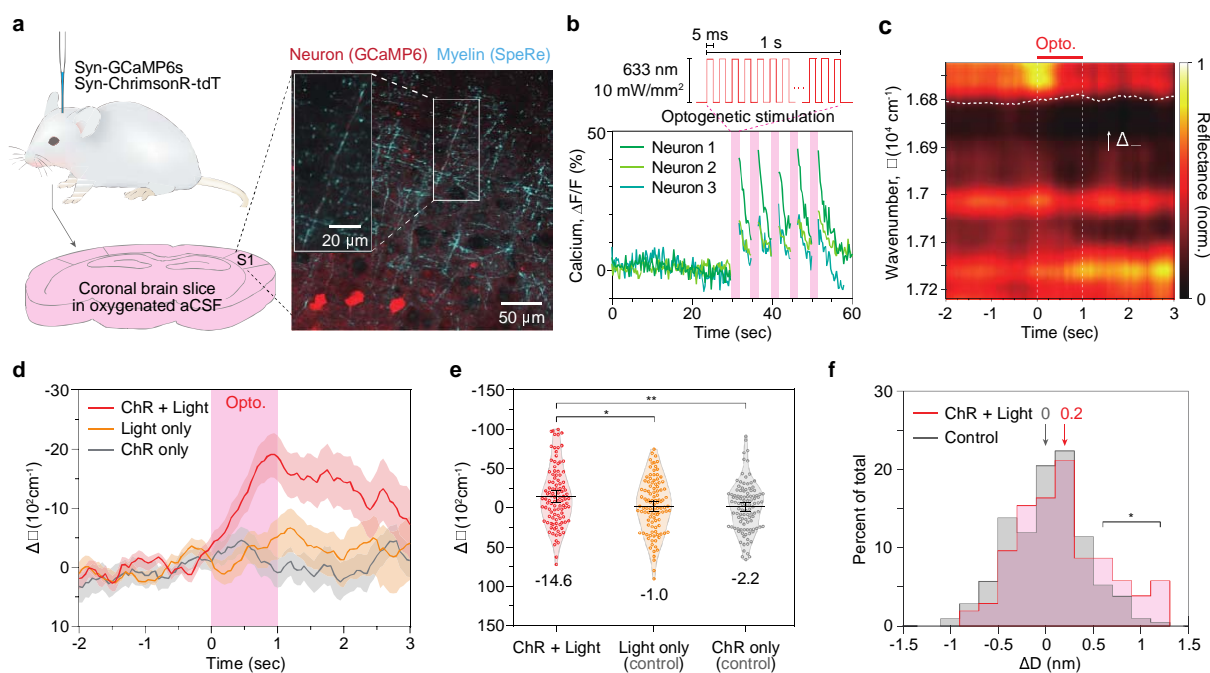 a
Syn-GCaMP6s
Syn-ChrimsonR-tdT
S1
Coronal brain slice
in oxygenated aCSF
Neuron (GCaMP6) Myelin (SpeRe)
20 µm
50 µm
b
5 ms
1 s
633 nm
10 mW/mm²
Optogenetic stimulation
Calcium, ΔF/F (%)
50
0
Neuron 1
Neuron 2
Neuron 3
0 20 40 60
Time (sec)
c
Opto.
Wavenumber, □ (10⁴ cm⁻¹)
1.68
1.69
1.7
1.71
1.72
Δ_
-2 -1 0 1 2 3
Time (sec)
1
0
Reflectance (norm.)
d
Δ□ (10²cm⁻¹)
-30
-20
-10
0
10
ChR + Light
Light only
ChR only
Opto.
-2 -1 0 1 2 3
Time (sec)
e
Δ□ (10²cm⁻¹)
-150
-100
-50
0
50
100
150
**
*
-14.6
-1.0
-2.2
ChR + Light
Light only
(control)
ChR only
(control)
f
Percent of total
30
20
10
0
ChR + Light
Control
0 0.2
*
-1.5 -1 -0.5 0 0.5 1 1.5
ΔD (nm)